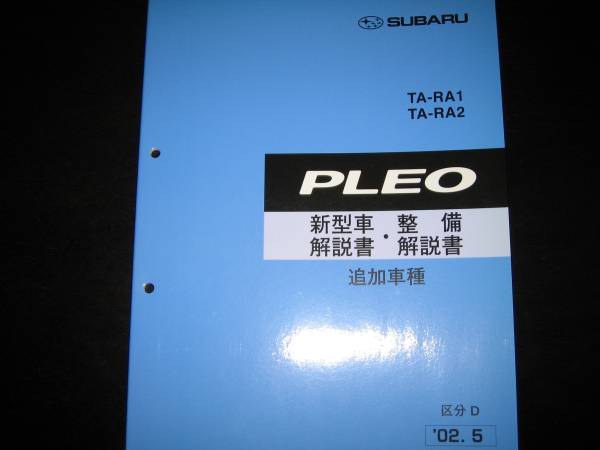 SUBARU
TA-RA1
TA-RA2
PLEO
新型車 整備
解説書・解説書
追加車種
区分 D
'02. 5